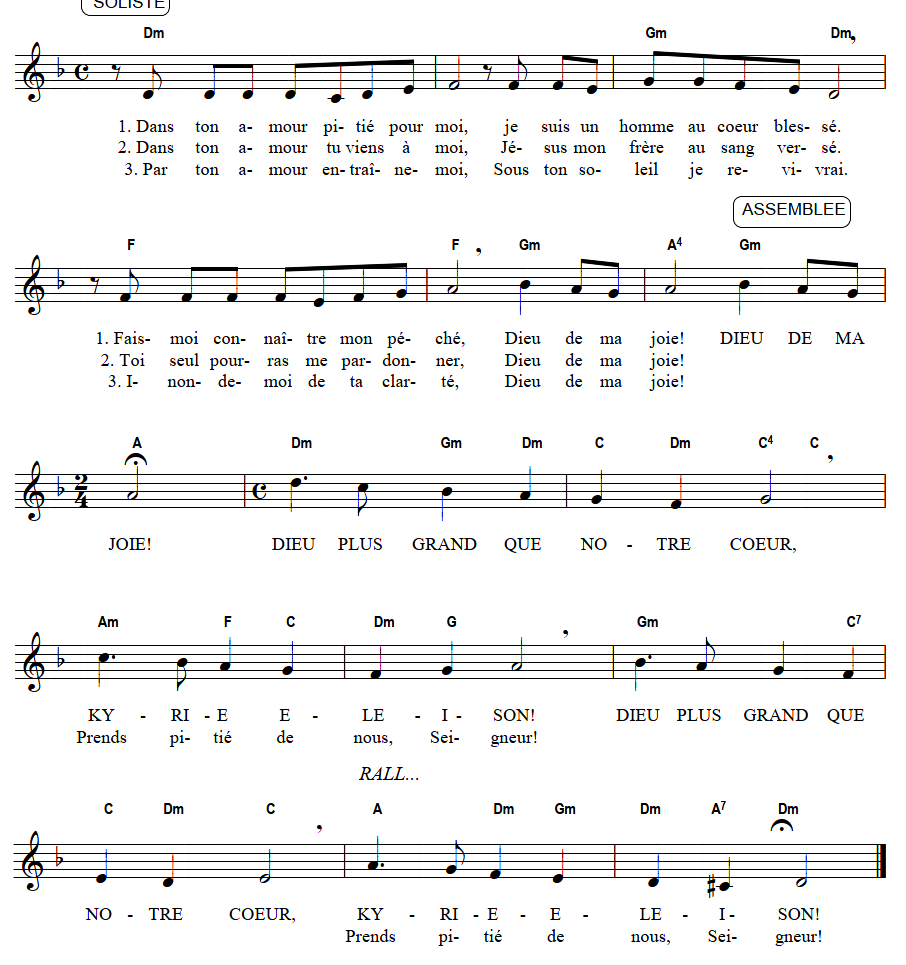 SOLISTE
Dm Gm Dm
1. Dans ton a- mour pi- tié pour moi, je suis un homme au coeur bles- sé.
2. Dans ton a- mour tu viens à moi, Jé- sus mon frère au sang ver- sé.
3. Par ton a- mour en- traî- ne- moi, Sous ton so- leil je re- vi- vrai.
ASSEMBLEE
F F Gm A4 Gm
1. Fais- moi con- naî- tre mon pé- ché, Dieu de ma joie! DIEU DE MA
2. Toi seul pour- ras me par- don- ner, Dieu de ma joie!
3. I- non- de- moi de ta clar- té, Dieu de ma joie!
A Dm Gm Dm C Dm C4 C
2 4
JOIE! DIEU PLUS GRAND QUE NO - TRE COEUR,
Am F C Dm G Gm C7
KY - RI - E E - LE - I - SON! DIEU PLUS GRAND QUE
Prends pi- tié de nous, Sei- gneur!
RALL...
C Dm C A Dm Gm Dm A7 Dm
NO - TRE COEUR, KY - RI - E - E - LE - I - SON!
Prends pi- tié de nous, Sei- gneur!